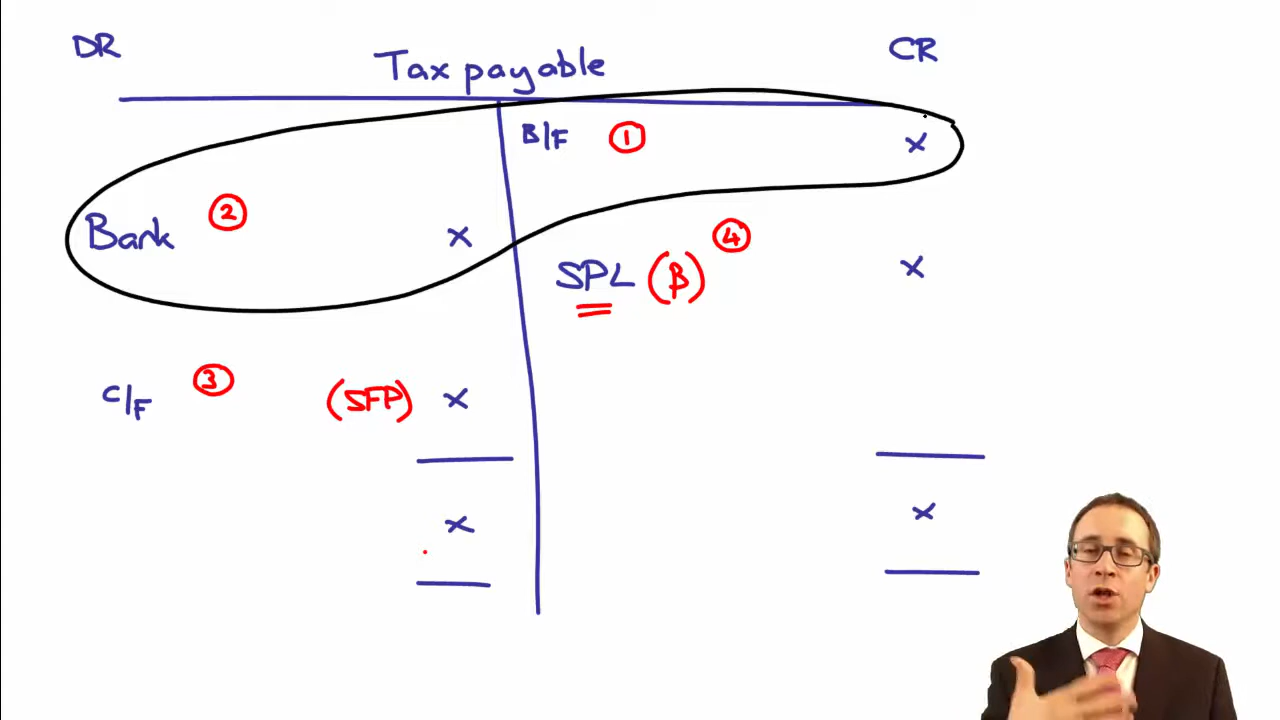 DR
CR
Tax payable
B/F ① x
Bank ② x
SPL (β) ④ x
C/F ③ (SFP) x
x x